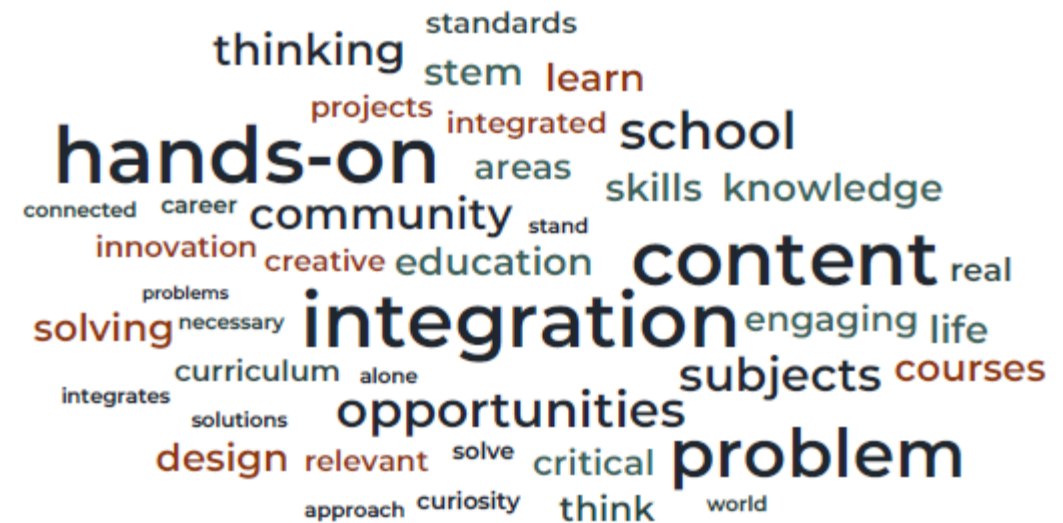 standards
thinking
stem learn
projects
integrated school
hands-on areas
skills knowledge
connected career community stand
innovation creative education content real
problems
solving necessary integration engaging life
curriculum alone subjects courses
integrates
solutions opportunities
design relevant solve critical problem
approach curiosity think world